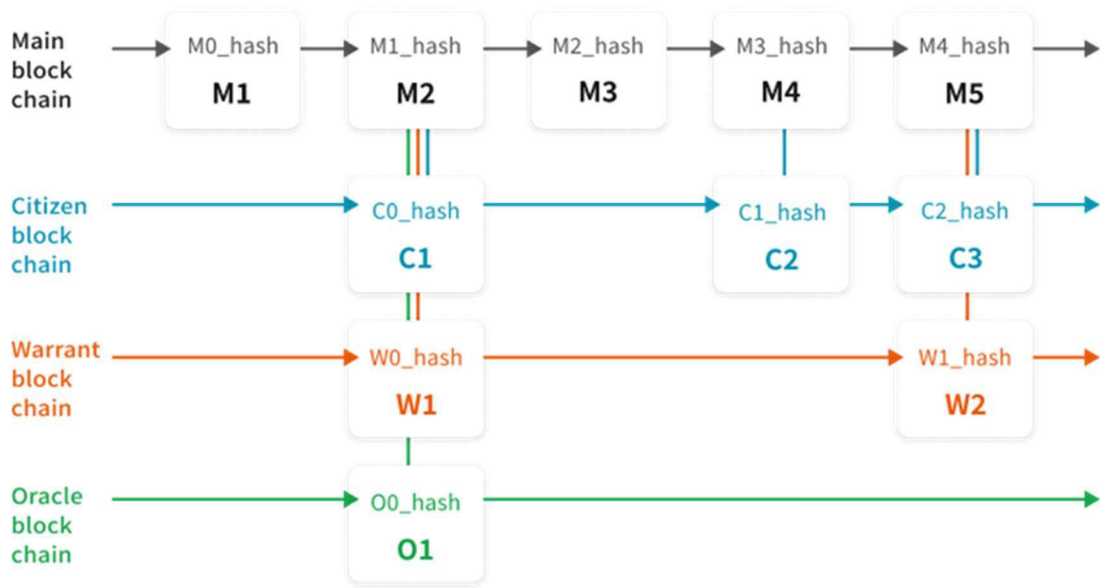 Main
block
chain
M0_hash
M1
M1_hash
M2
M2_hash
M3
M3_hash
M4
M4_hash
M5
Citizen
block
chain
C0_hash
C1
C1_hash
C2
C2_hash
C3
Warrant
block
chain
W0_hash
W1
W1_hash
W2
Oracle
block
chain
O0_hash
O1